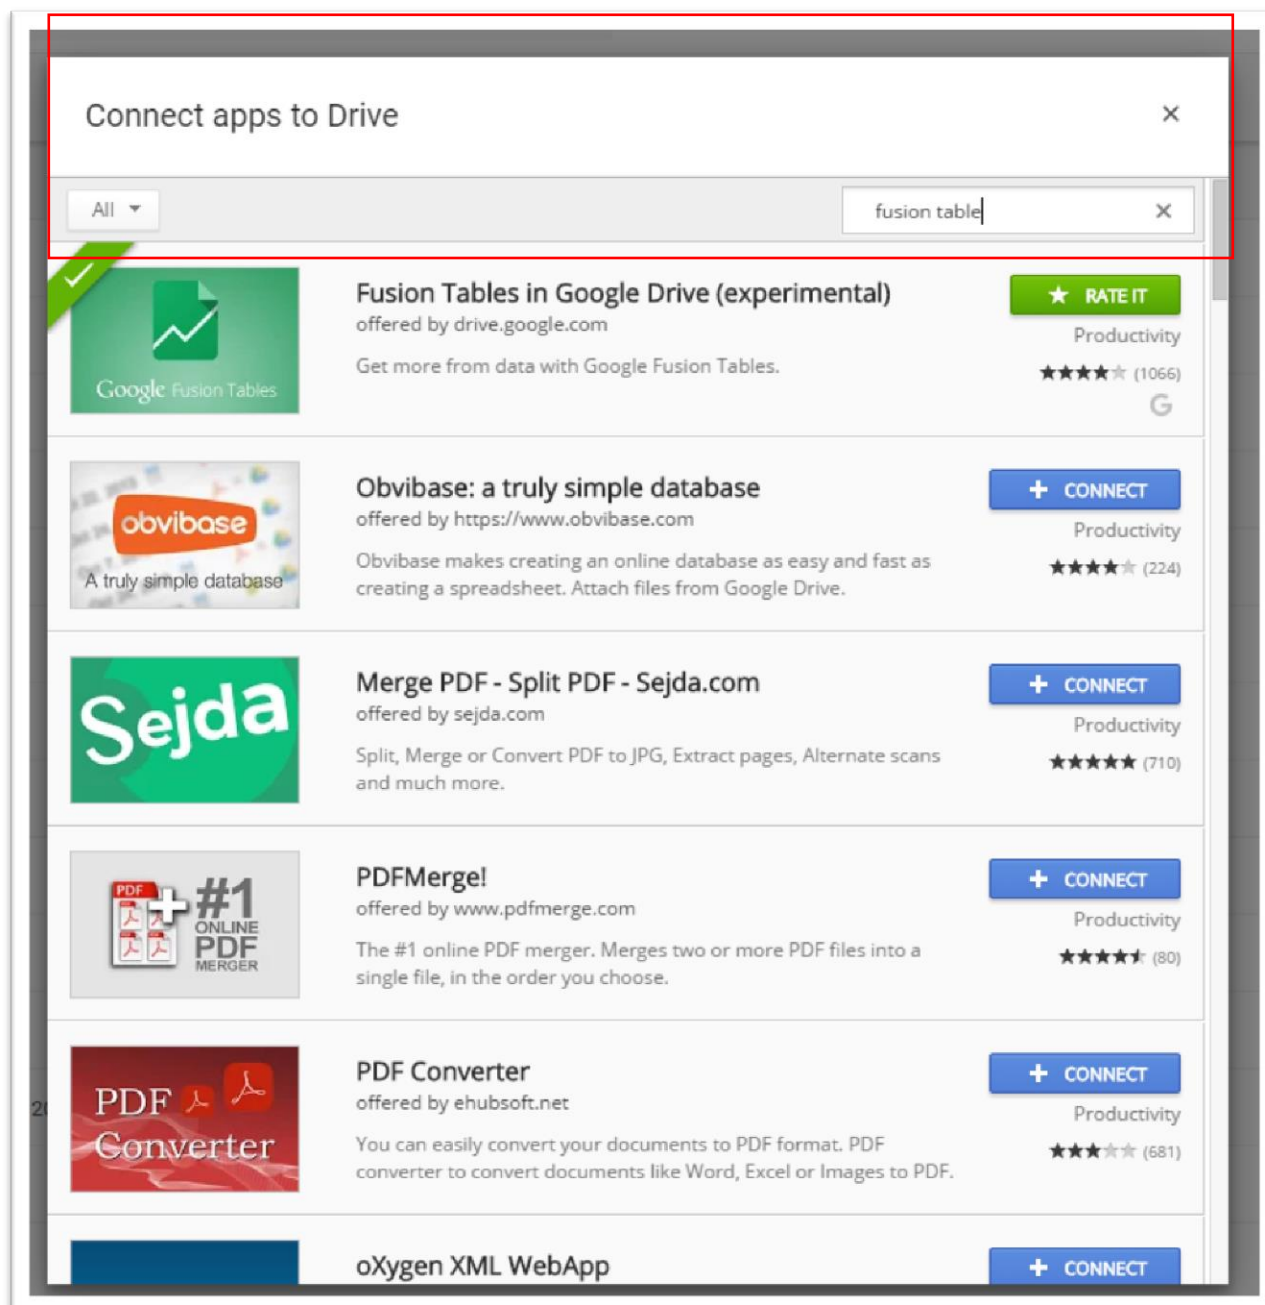 Connect apps to Drive
×
All
fusion table
×
Google Fusion Tables
Fusion Tables in Google Drive (experimental)
offered by drive.google.com
Get more from data with Google Fusion Tables.
RATE IT
Productivity
(1066)
G
obvibase
A truly simple database
Obvibase: a truly simple database
offered by https://www.obvibase.com
Obvibase makes creating an online database as easy and fast as
creating a spreadsheet. Attach files from Google Drive.
+ CONNECT
Productivity
(224)
Sejda
Merge PDF - Split PDF - Sejda.com
offered by sejda.com
Split, Merge or Convert PDF to JPG, Extract pages, Alternate scans
and much more.
+ CONNECT
Productivity
(710)
PDF
#1
ONLINE
PDF
MERGER
PDFMerge!
offered by www.pdfmerge.com
The #1 online PDF merger. Merges two or more PDF files into a
single file, in the order you choose.
+ CONNECT
Productivity
(80)
PDF
Converter
PDF Converter
offered by ehubsoft.net
You can easily convert your documents to PDF format. PDF
converter to convert documents like Word, Excel or Images to PDF.
+ CONNECT
Productivity
(681)
oXygen XML WebApp
+ CONNECT